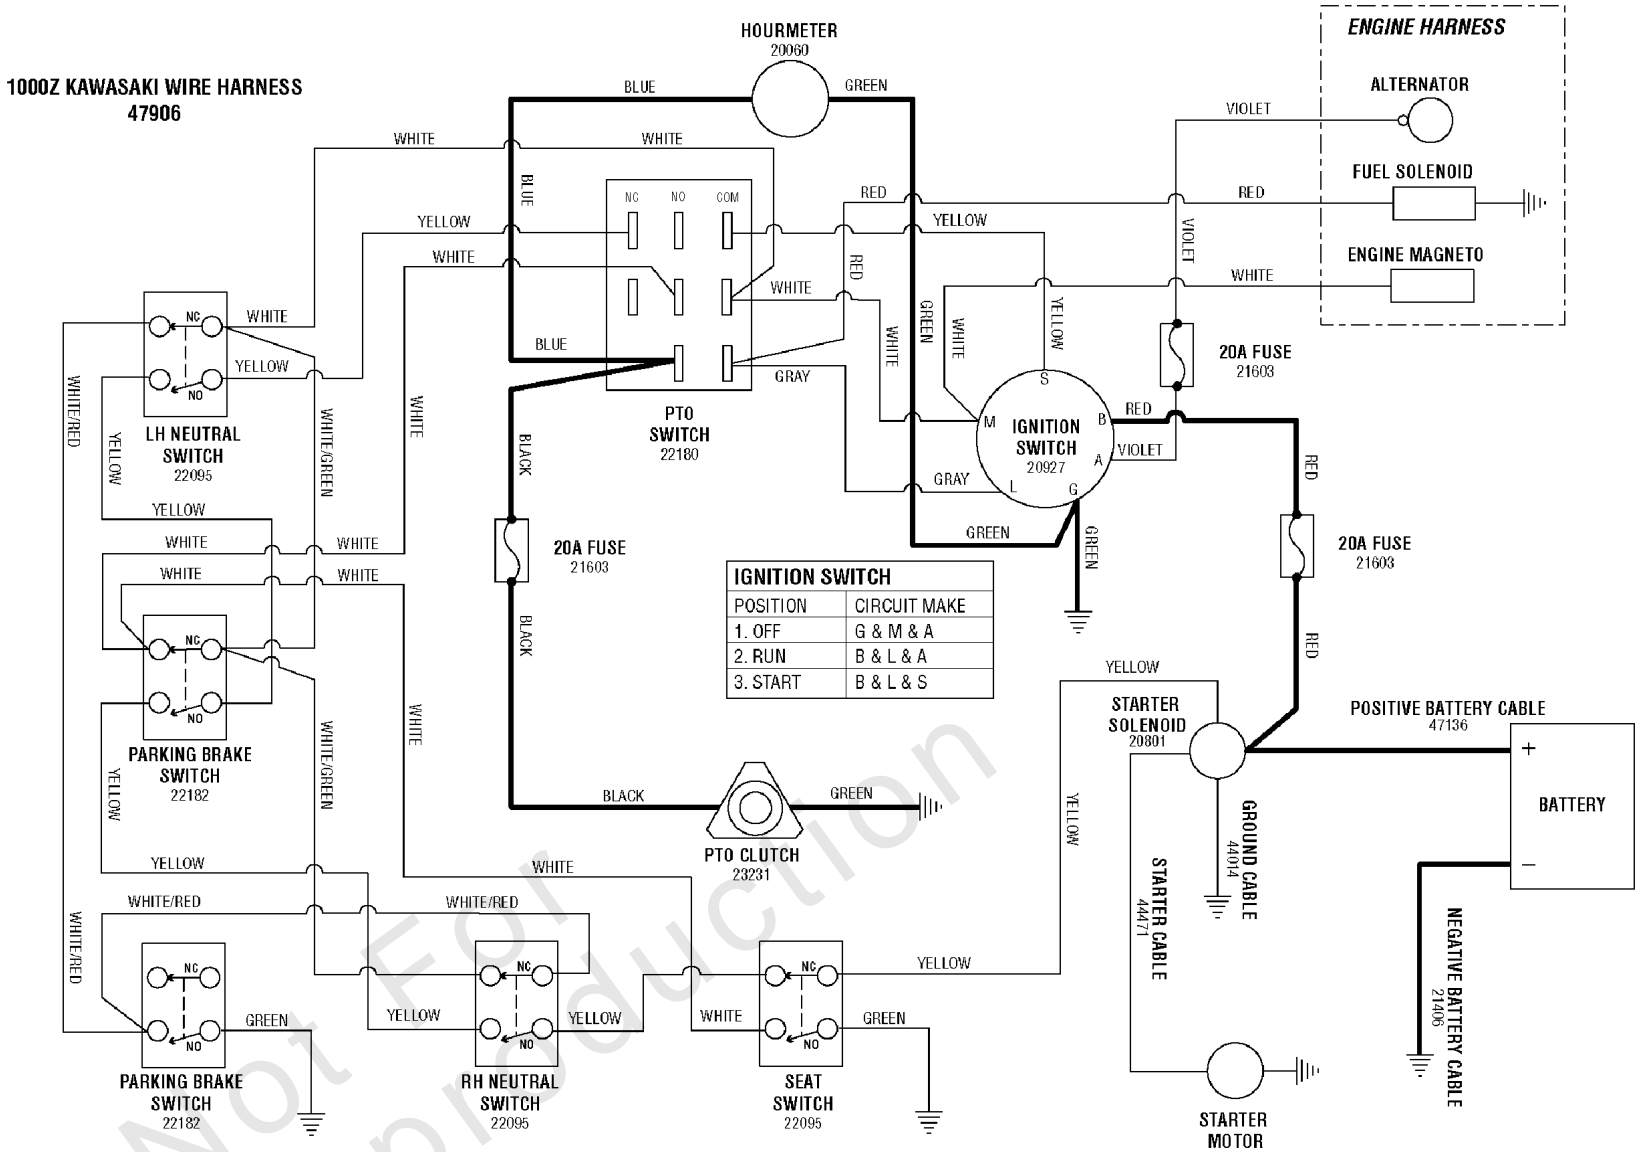 HOURMETER
20060
ENGINE HARNESS
1000Z KAWASAKI WIRE HARNESS
47906
BLUE
GREEN
ALTERNATOR
VIOLET
WHITE
WHITE
FUEL SOLENOID
BLUE
NC
NO
COM
RED
RED
YELLOW
YELLOW
VIOLET
WHITE
RED
ENGINE MAGNETO
WHITE
WHITE
GREEN
WHITE
YELLOW
NC
WHITE
WHITE
BLUE
20A FUSE
21603
YELLOW
GRAY
S
NO
WHITE/RED
WHITE
PTO
SWITCH
22180
M
IGNITION
SWITCH
20927
B
RED
A
VIOLET
LH NEUTRAL
SWITCH
22095
YELLOW
WHITE/GREEN
BLACK
GRAY
L
G
RED
YELLOW
GREEN
GREEN
WHITE
WHITE
20A FUSE
21603
20A FUSE
21603
WHITE
WHITE
IGNITION SWITCH
POSITION CIRCUIT MAKE
1. OFF G & M & A
2. RUN B & L & A
3. START B & L & S
BLACK
RED
NC
YELLOW
NO
STARTER
SOLENOID
20801
POSITIVE BATTERY CABLE
47136
WHITE
PARKING BRAKE
SWITCH
22182
WHITE/GREEN
+
YELLOW
BLACK
GREEN
YELLOW
GROUND CABLE
44014
BATTERY
PTO CLUTCH
23231
YELLOW
WHITE
–
WHITE/RED
WHITE/RED
STARTER CABLE
44471
WHITE/RED
NEGATIVE BATTERY CABLE
21406
NC
NC
NC
YELLOW
GREEN
YELLOW
YELLOW
WHITE
GREEN
NO
NO
NO
PARKING BRAKE
SWITCH
22182
RH NEUTRAL
SWITCH
22095
SEAT
SWITCH
22095
STARTER
MOTOR
Not For
production